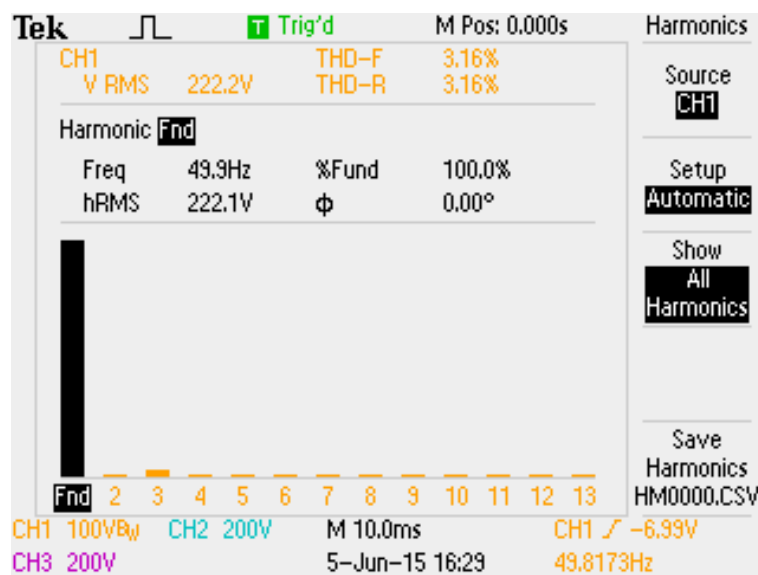 Tek T Trig'd M Pos: 0.000s Harmonics
CH1 THD-F 3.16%
V RMS 222.2V THD-R 3.16%
Source
CH1
Harmonic Fnd
Freq 49.9Hz %Fund 100.0%
hRMS 222.1V ϕ 0.00°
Setup
Automatic
Show
All
Harmonics
Save
Harmonics
HM0000.CSV
Fnd 2 3 4 5 6 7 8 9 10 11 12 13
CH1 100VBW CH2 200V M 10.0ms CH1 -6.99V
CH3 200V 5-Jun-15 16:29 49.8173Hz